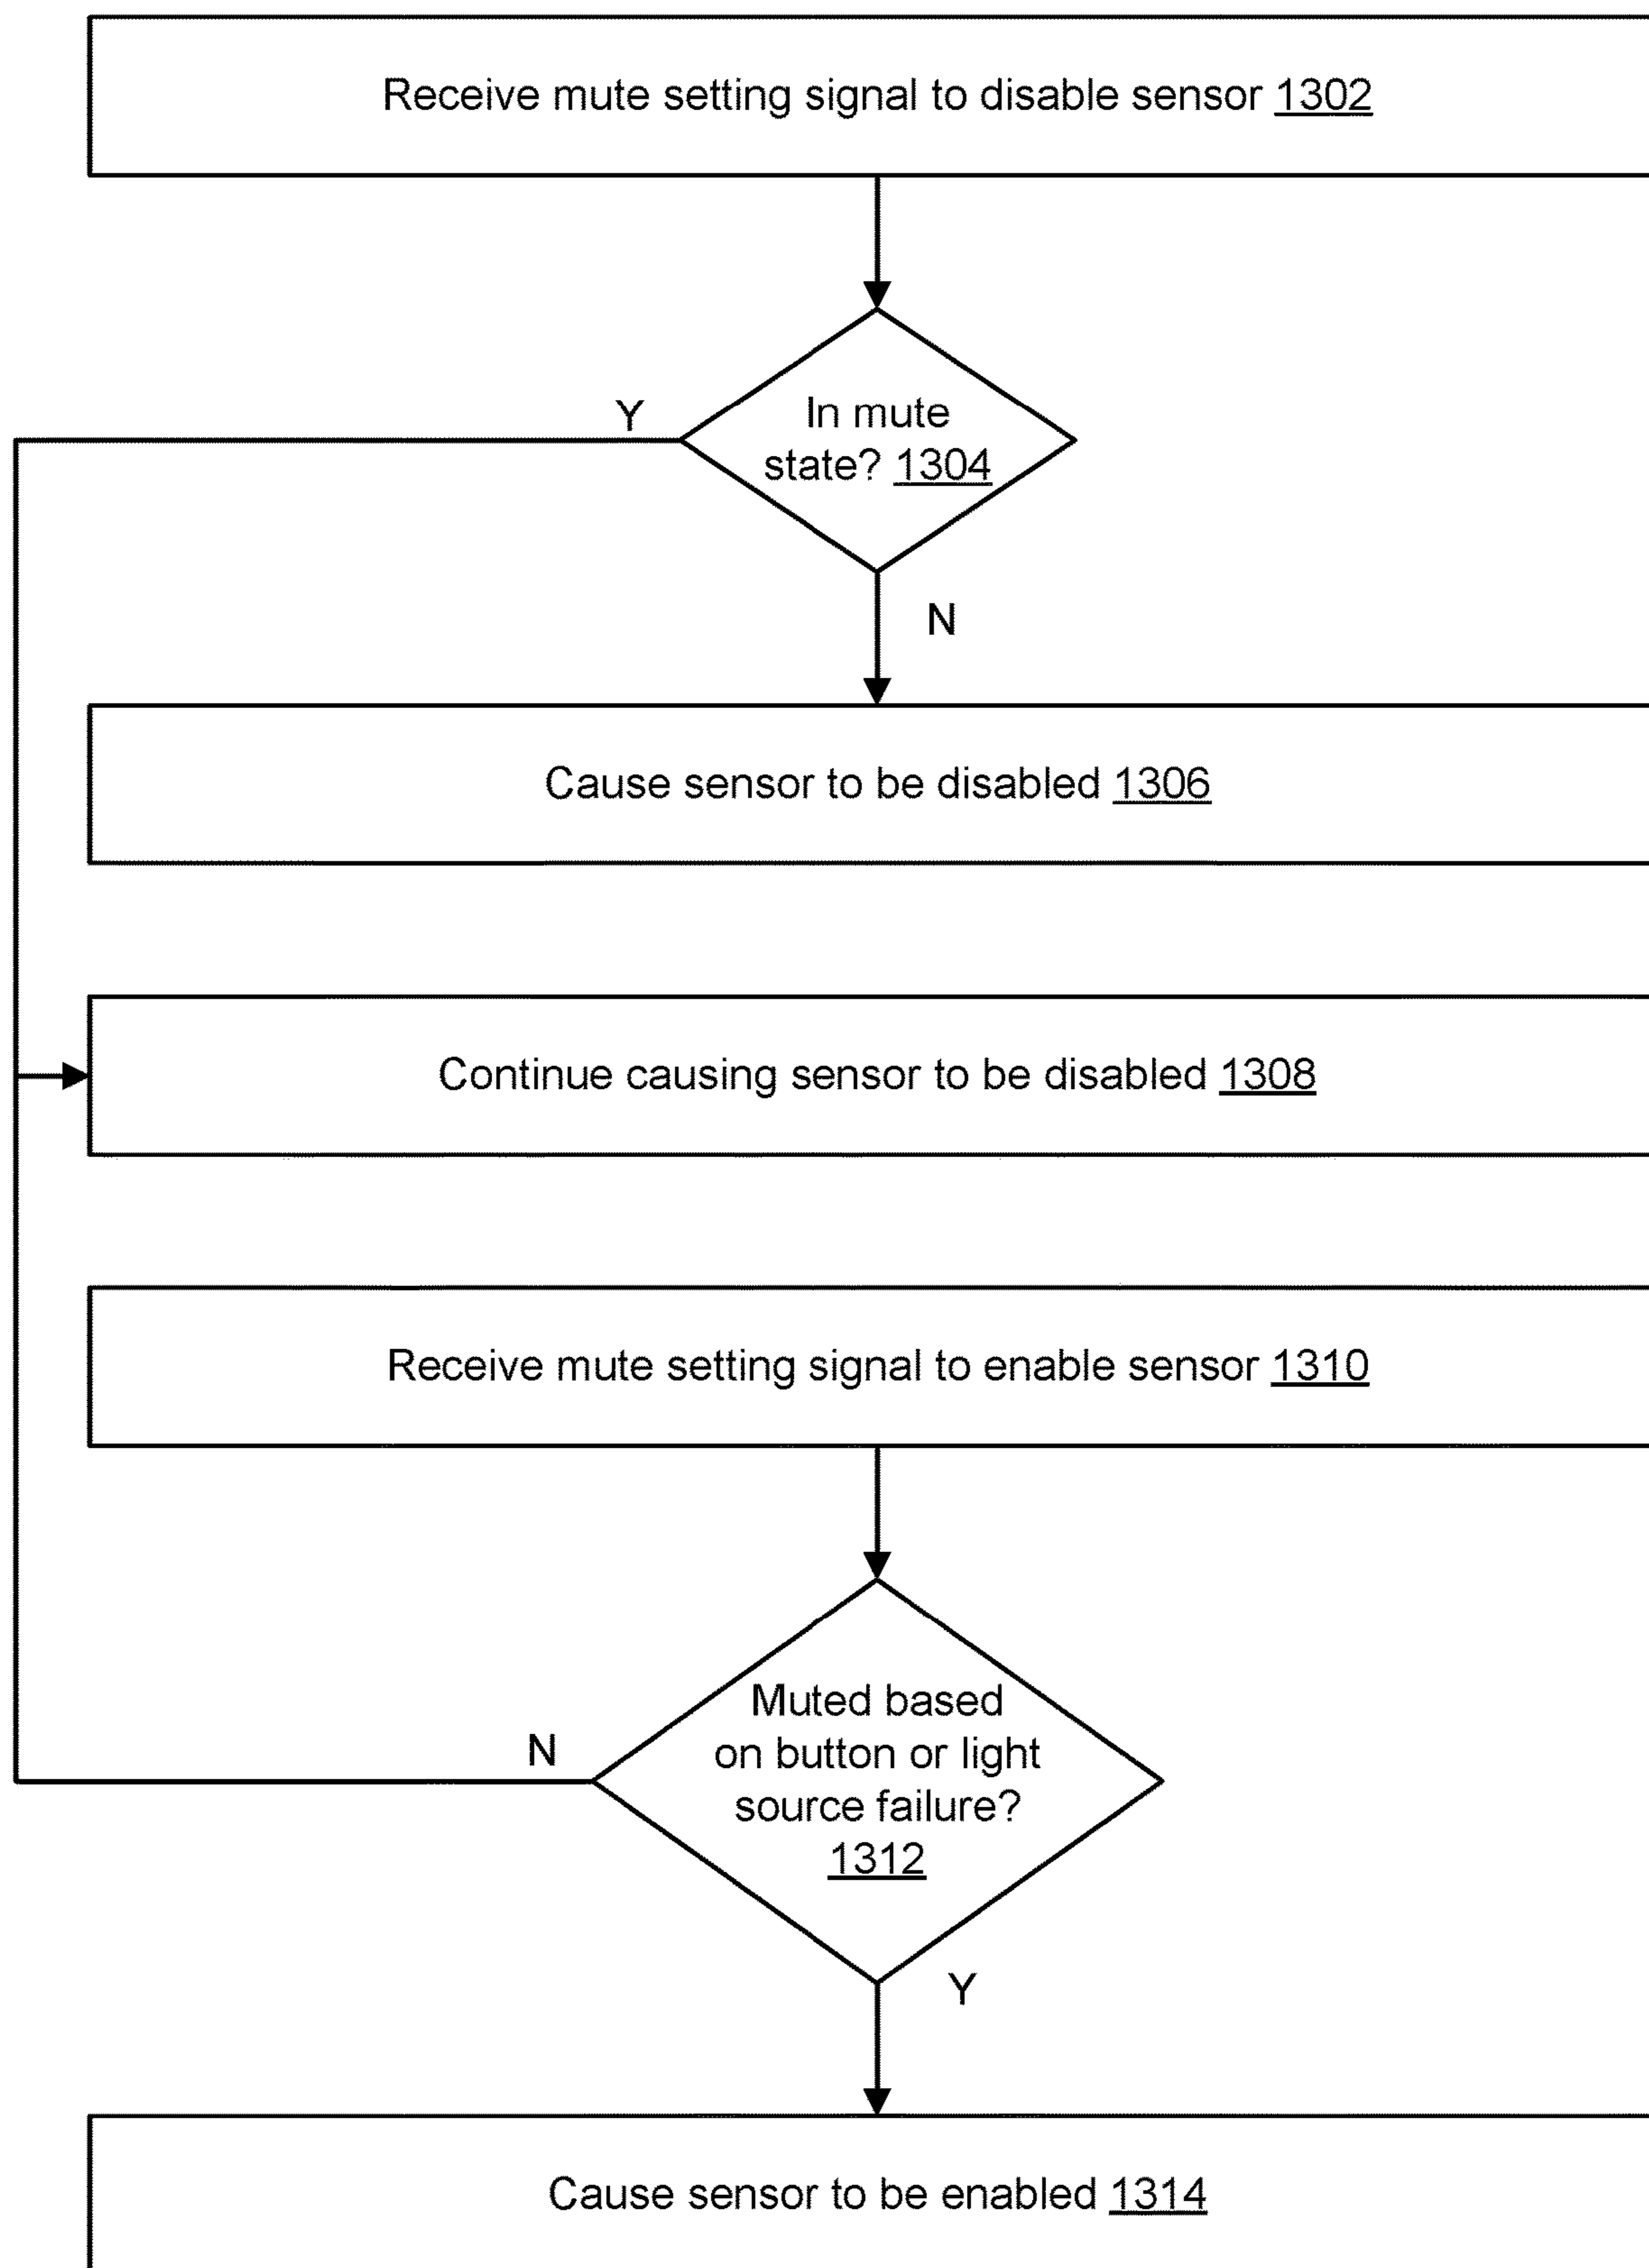 Receive mute setting signal to disable sensor 1302
In mute
state? 1304
Y
N
Cause sensor to be disabled 1306
Continue causing sensor to be disabled 1308
Receive mute setting signal to enable sensor 1310
Muted based
on button or light
source failure?
1312
N
Y
Cause sensor to be enabled 1314